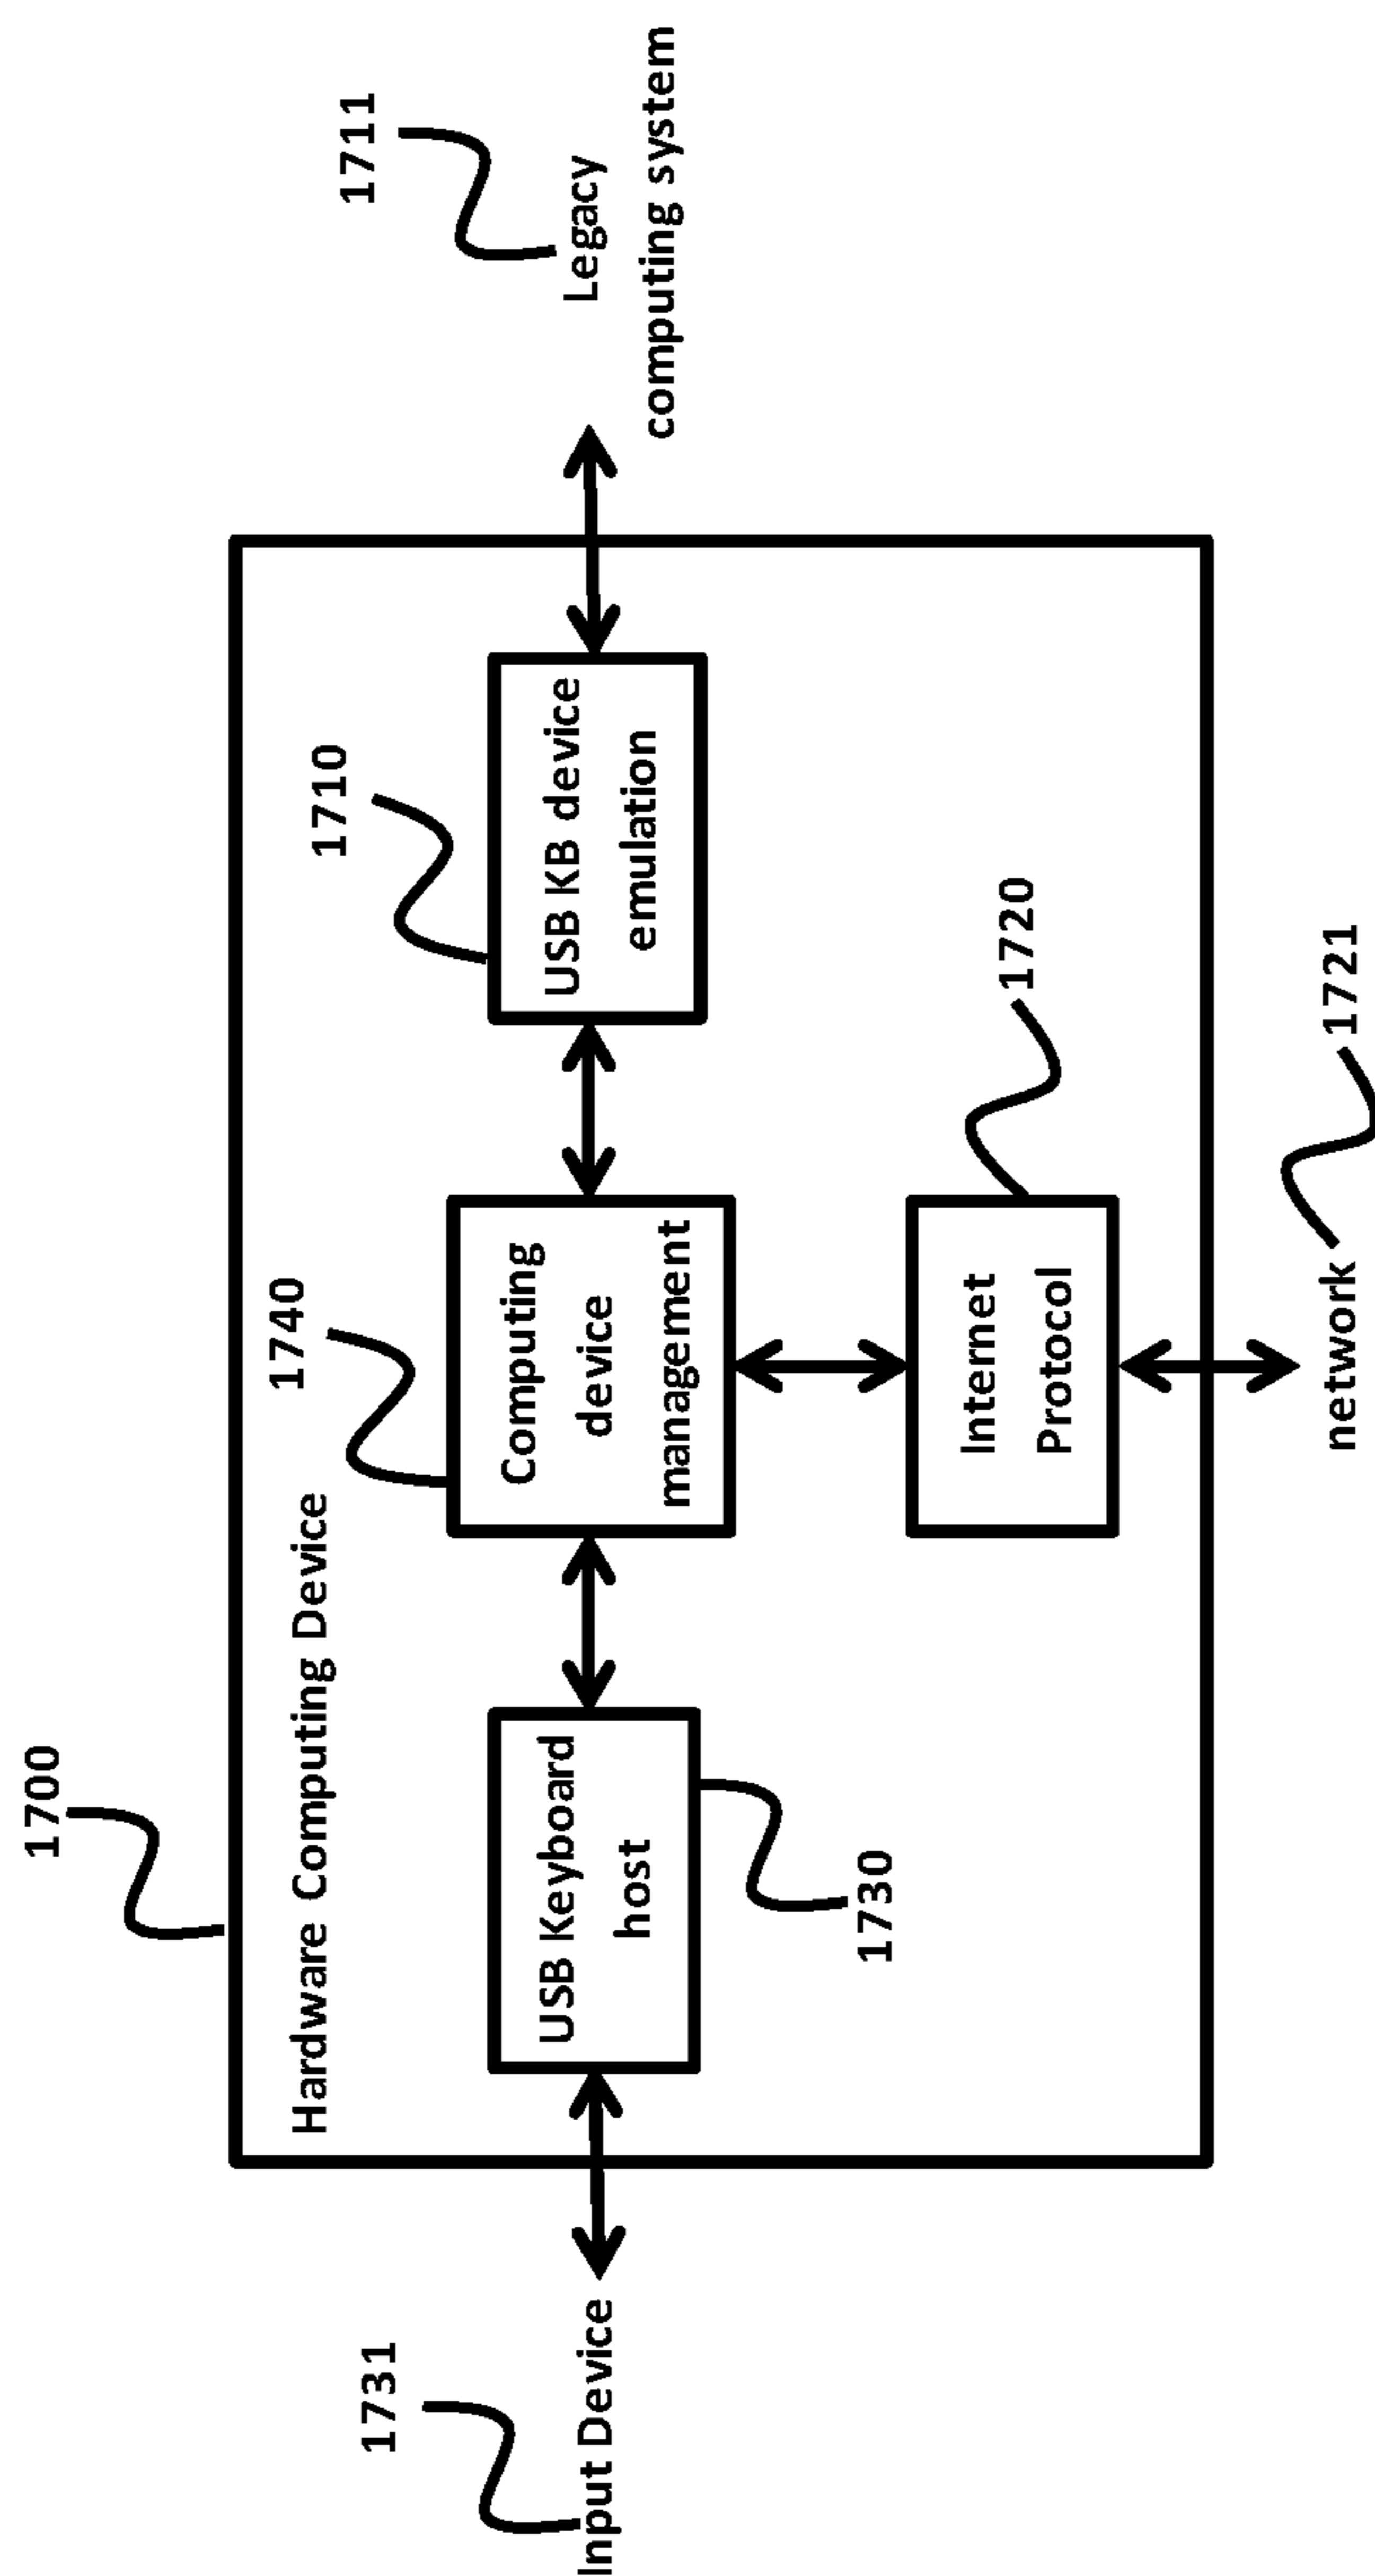 1700
Hardware Computing Device
1731
Input Device
USB Keyboard
host
1730
1740
Computing
device
management
1710
USB KB device
emulation
1711
Legacy
computing system
Internet
Protocol
1720
network
1721